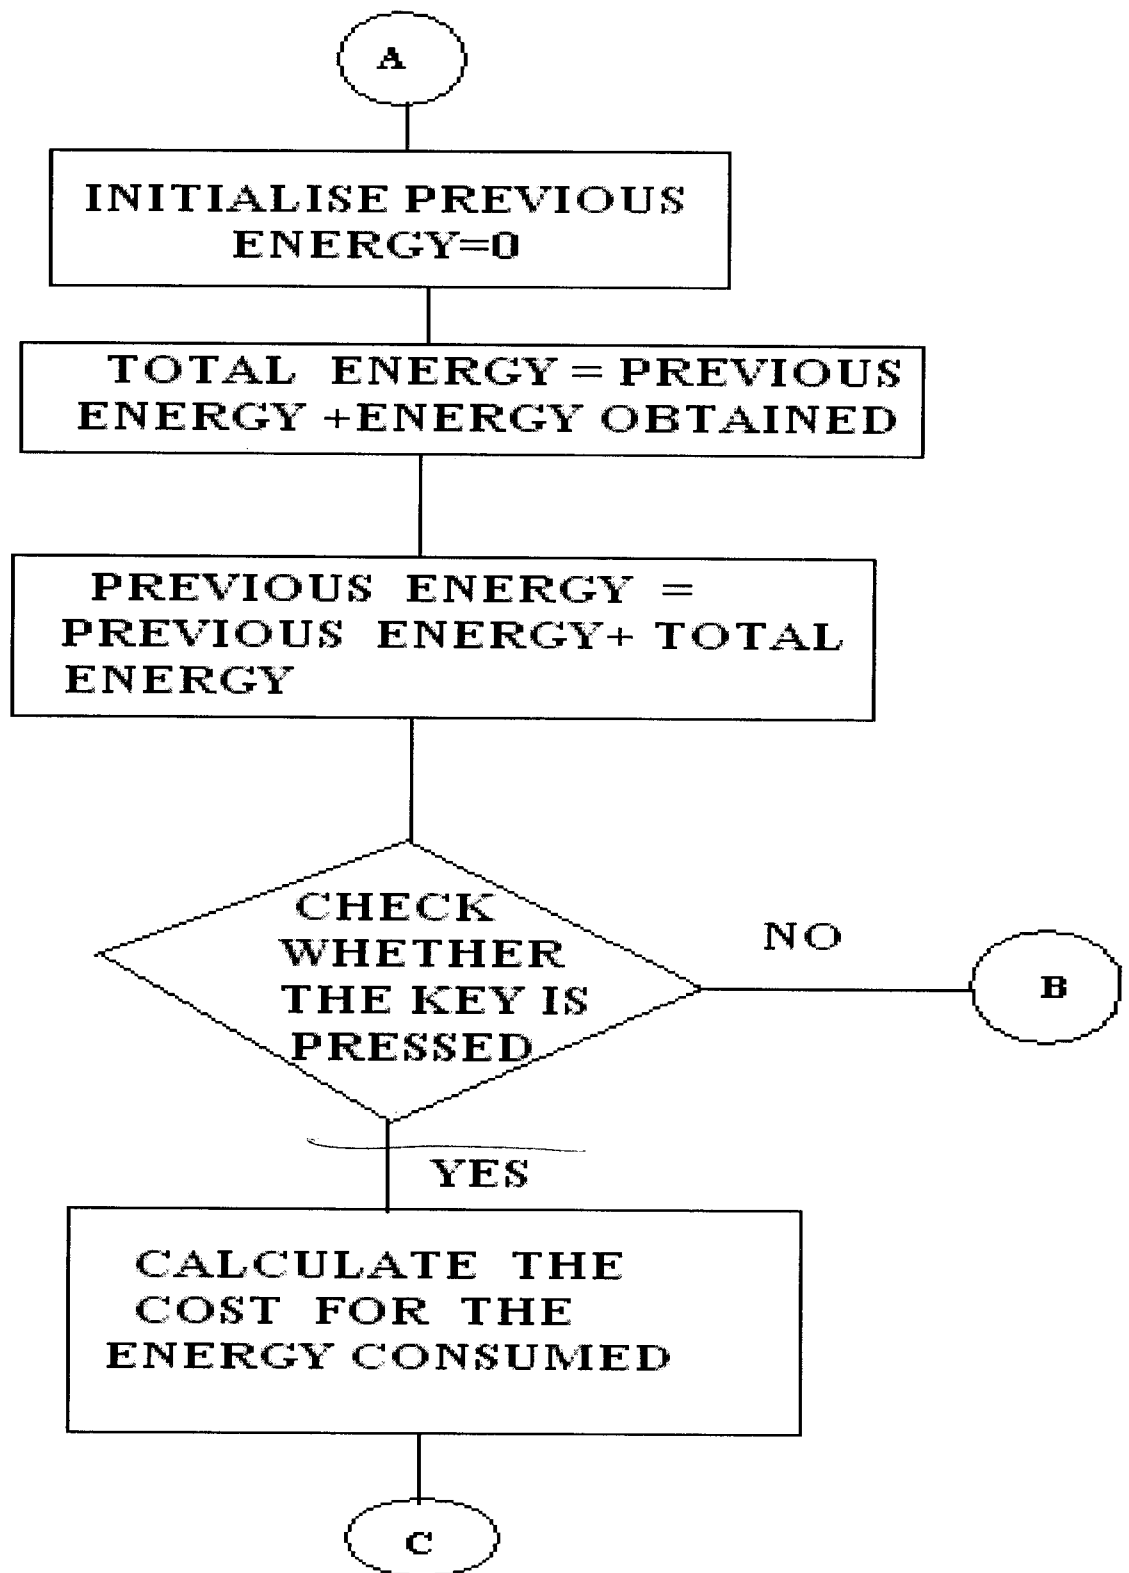 A
INITIALISE PREVIOUS
ENERGY=0
TOTAL ENERGY = PREVIOUS
ENERGY +ENERGY OBTAINED
PREVIOUS ENERGY =
PREVIOUS ENERGY+ TOTAL
ENERGY
CHECK
WHETHER
THE KEY IS
PRESSED
NO
B
YES
CALCULATE THE
COST FOR THE
ENERGY CONSUMED
C